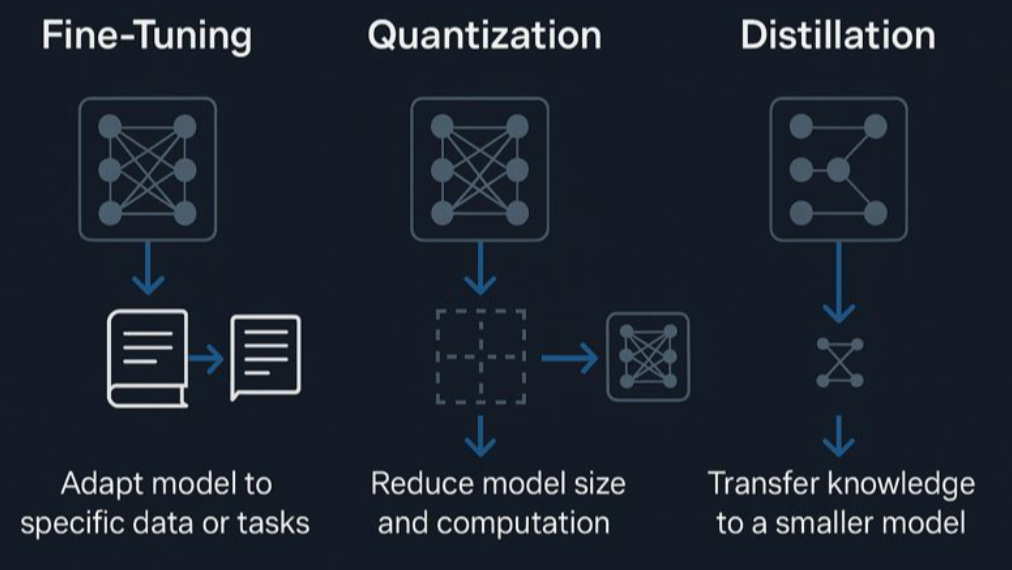 Fine-Tuning
Quantization
Distillation
Adapt model to
specific data or tasks
Reduce model size
and computation
Transfer knowledge
to a smaller model